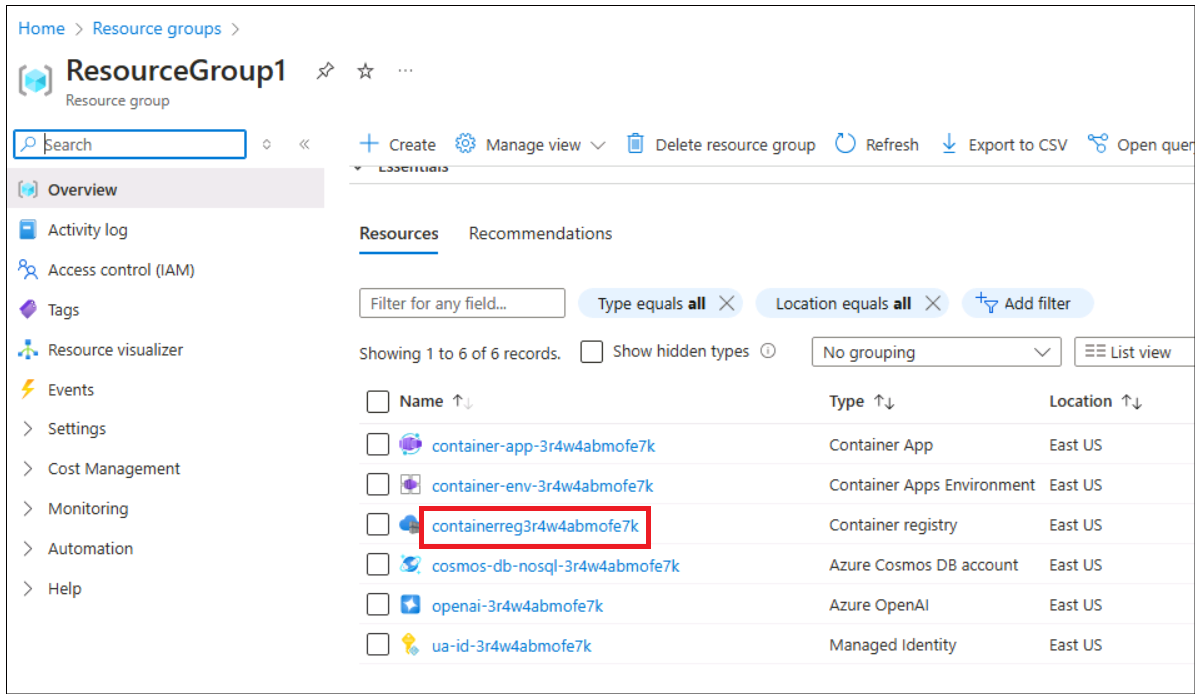 Home > Resource groups >
ResourceGroup1 ...
Resource group
Search
Create Manage view Delete resource group Refresh Export to CSV Open quer
Essentials
Overview
Activity log
Access control (IAM)
Tags
Resource visualizer
Events
Settings
Cost Management
Monitoring
Automation
Help
Resources Recommendations
Filter for any field... Type equals all Location equals all Add filter
Showing 1 to 6 of 6 records. Show hidden types No grouping List view
Name ↑↓ Type ↑↓ Location ↑↓
container-app-3r4w4abmofe7k Container App East US
container-env-3r4w4abmofe7k Container Apps Environment East US
containerreg3r4w4abmofe7k Container registry East US
cosmos-db-nosql-3r4w4abmofe7k Azure Cosmos DB account East US
openai-3r4w4abmofe7k Azure OpenAI East US
ua-id-3r4w4abmofe7k Managed Identity East US